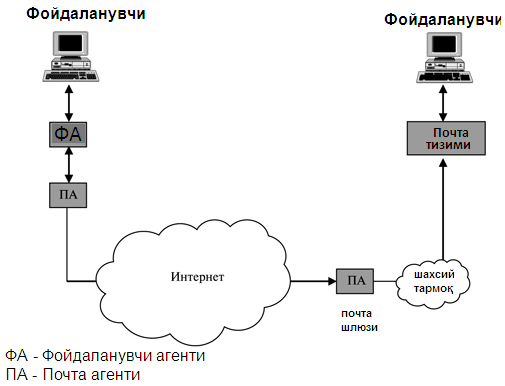 Фойдаланувчи
Фойдаланувчи
ФА
Почта
тизими
ПА
Интернет
ПА
шахсий
тармоқ
почта
шлюзи
ФА - Фойдаланувчи агенти
ПА - Почта агенти